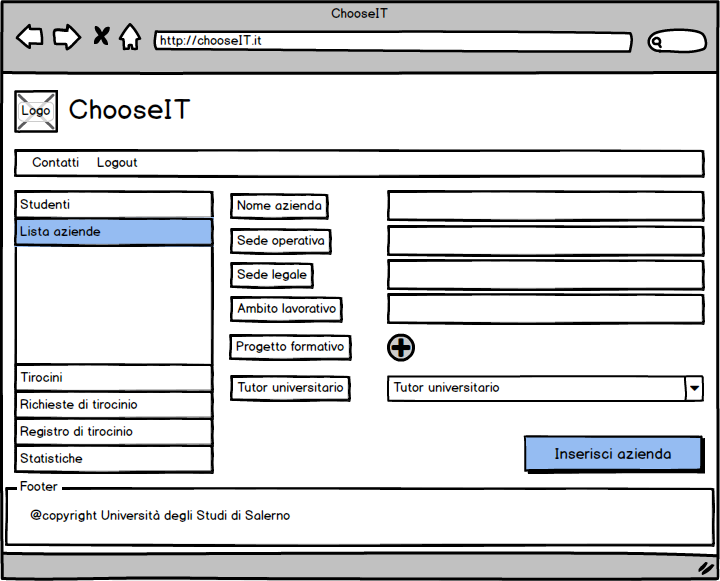 ChooseIT
http://chooseIT.it
Logo
ChooseIT
Contatti Logout
Studenti
Lista aziende
Tirocini
Richieste di tirocinio
Registro di tirocinio
Statistiche
Nome azienda
Sede operativa
Sede legale
Ambito lavorativo
Progetto formativo
Tutor universitario
Tutor universitario
Inserisci azienda
Footer
@copyright Università degli Studi di Salerno